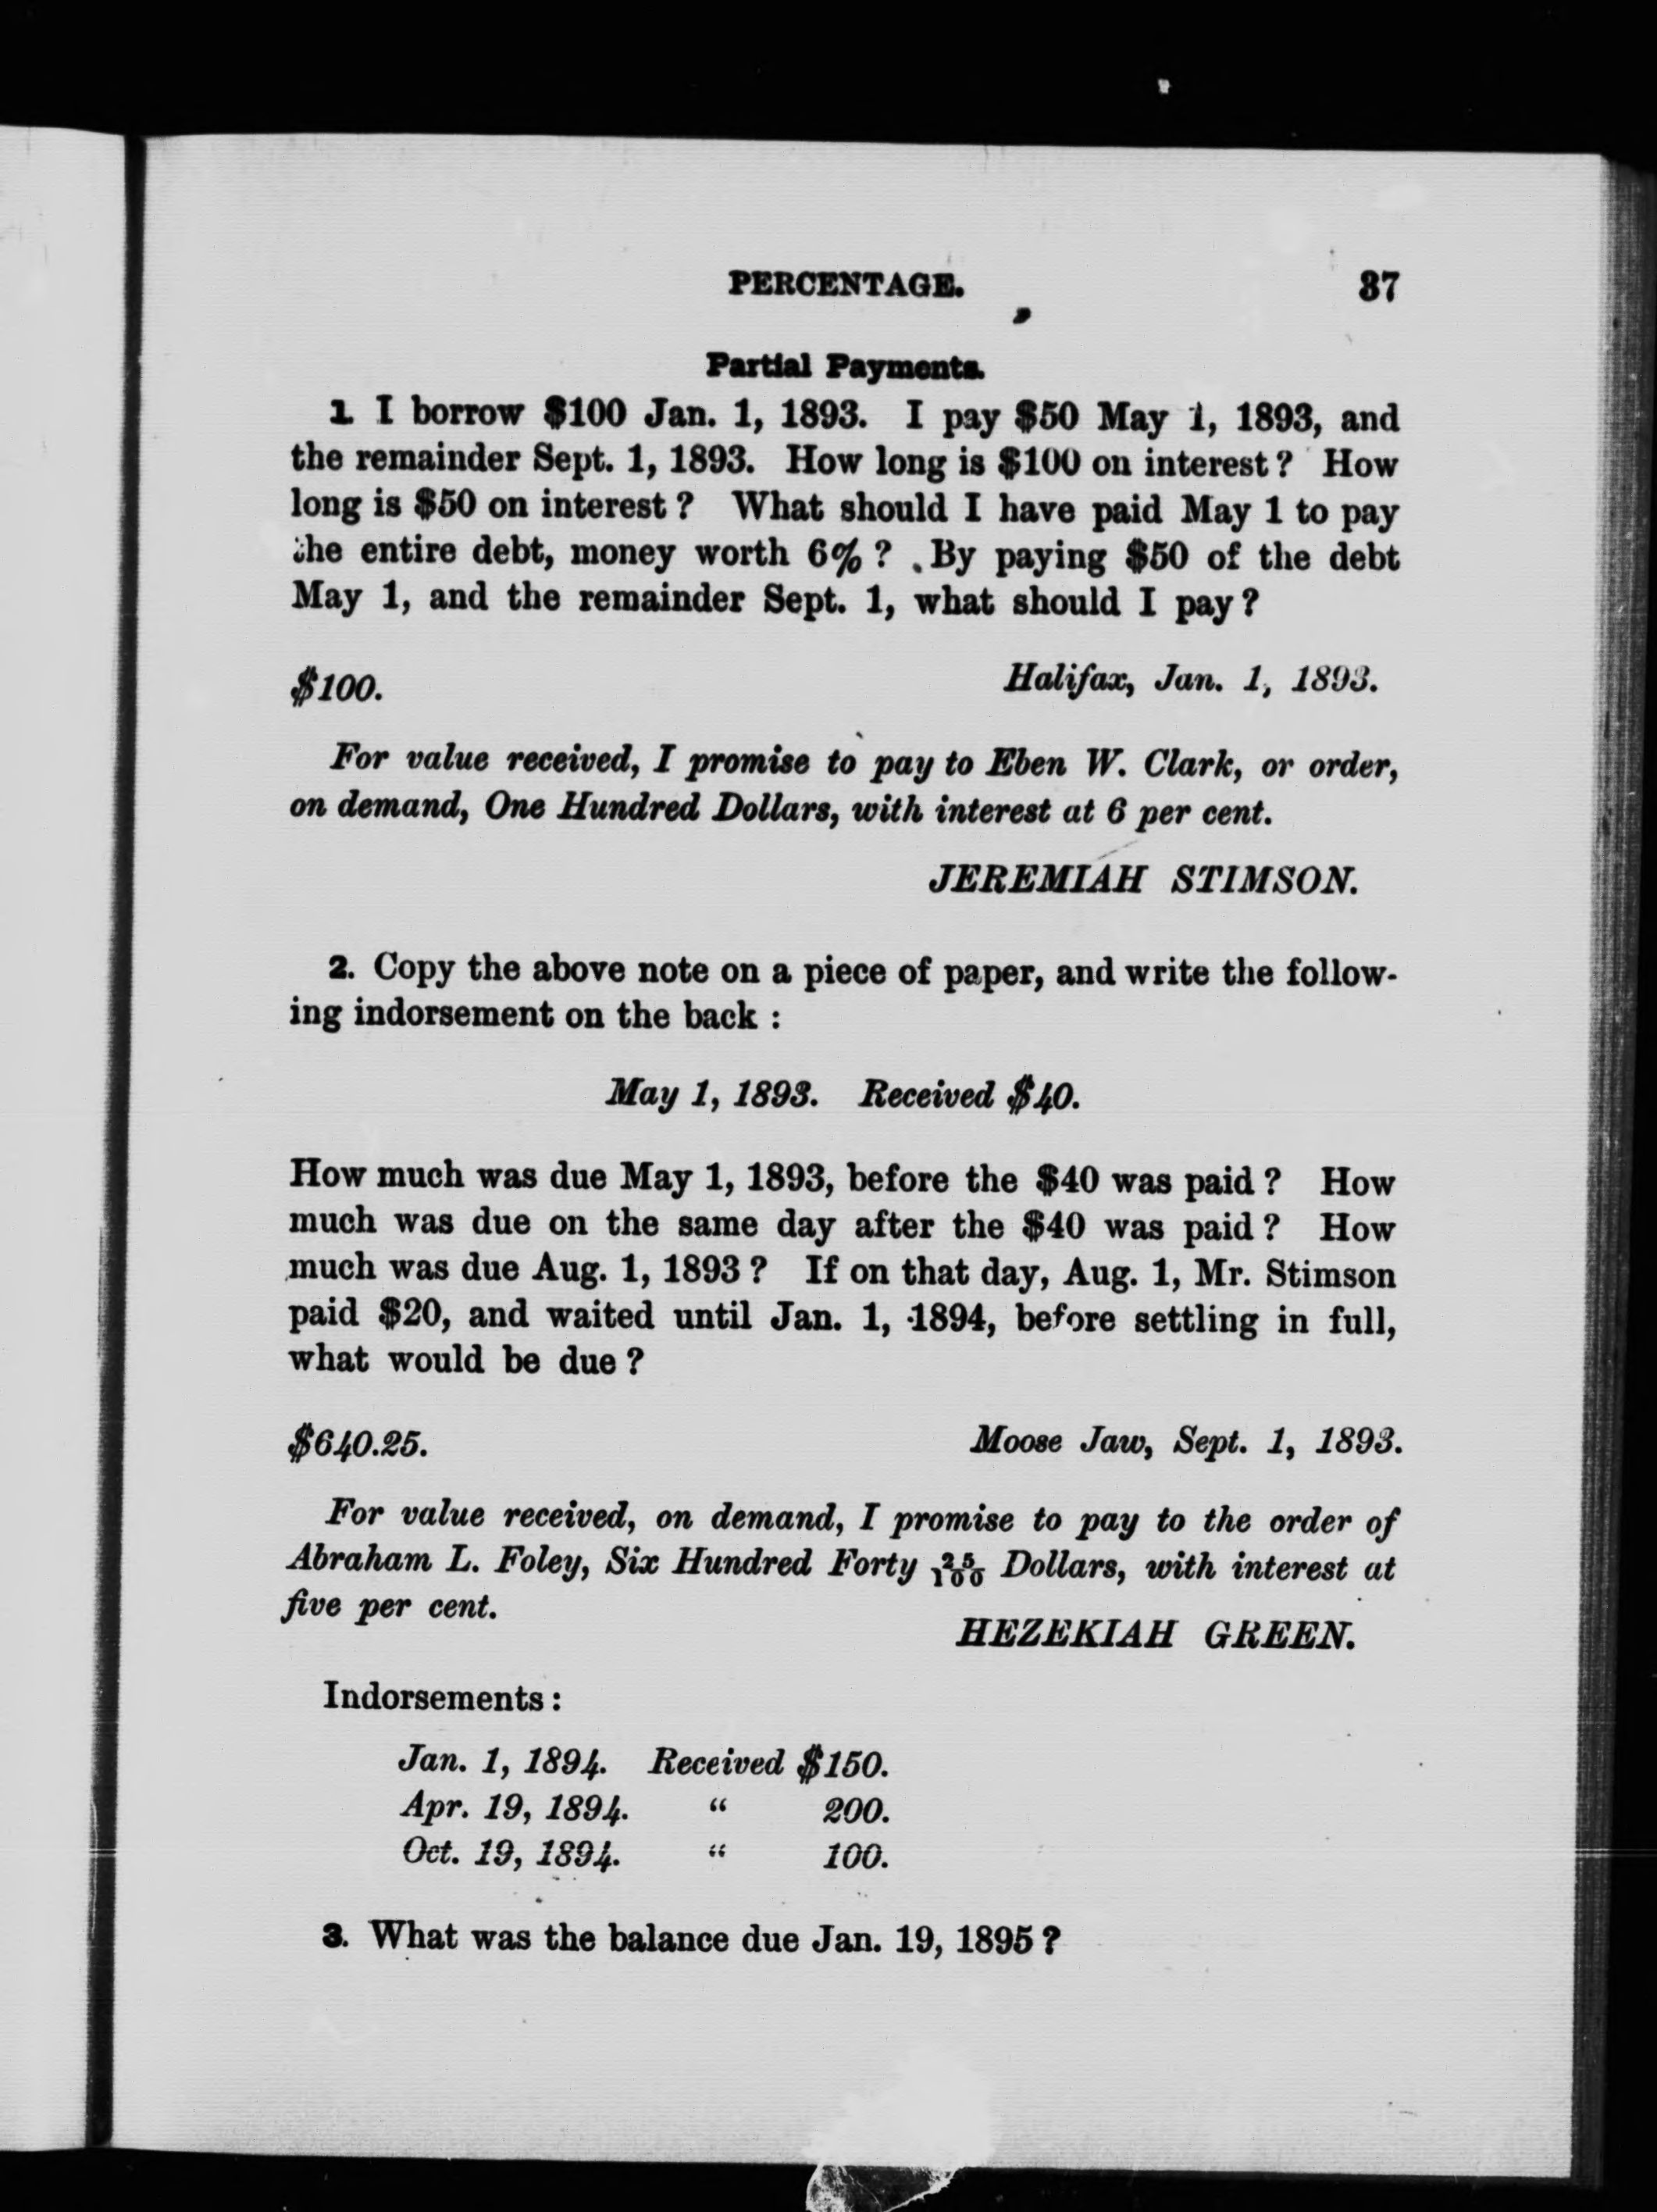 PERCENTAGE. 37
Partial Payments.
1. I borrow $100 Jan. 1, 1893. I pay $50 May 1, 1893, and
the remainder Sept. 1, 1893. How long is $100 on interest? How
long is $50 on interest? What should I have paid May 1 to pay
the entire debt, money worth 6%? By paying $50 of the debt
May 1, and the remainder Sept. 1, what should I pay?
$100. Halifax, Jan. 1, 1893.
For value received, I promise to pay to Eben W. Clark, or order,
on demand, One Hundred Dollars, with interest at 6 per cent.
JEREMIAH STIMSON.
2. Copy the above note on a piece of paper, and write the follow-
ing indorsement on the back :
May 1, 1893. Received $40.
How much was due May 1, 1893, before the $40 was paid? How
much was due on the same day after the $40 was paid? How
much was due Aug. 1, 1893? If on that day, Aug. 1, Mr. Stimson
paid $20, and waited until Jan. 1, 1894, before settling in full,
what would be due?
$640.25. Moose Jaw, Sept. 1, 1893.
For value received, on demand, I promise to pay to the order of
Abraham L. Foley, Six Hundred Forty 25/100 Dollars, with interest at
five per cent.
HEZEKIAH GREEN.
Indorsements:
Jan. 1, 1894. Received $150.
Apr. 19, 1894. " 200.
Oct. 19, 1894. " 100.
3. What was the balance due Jan. 19, 1895?